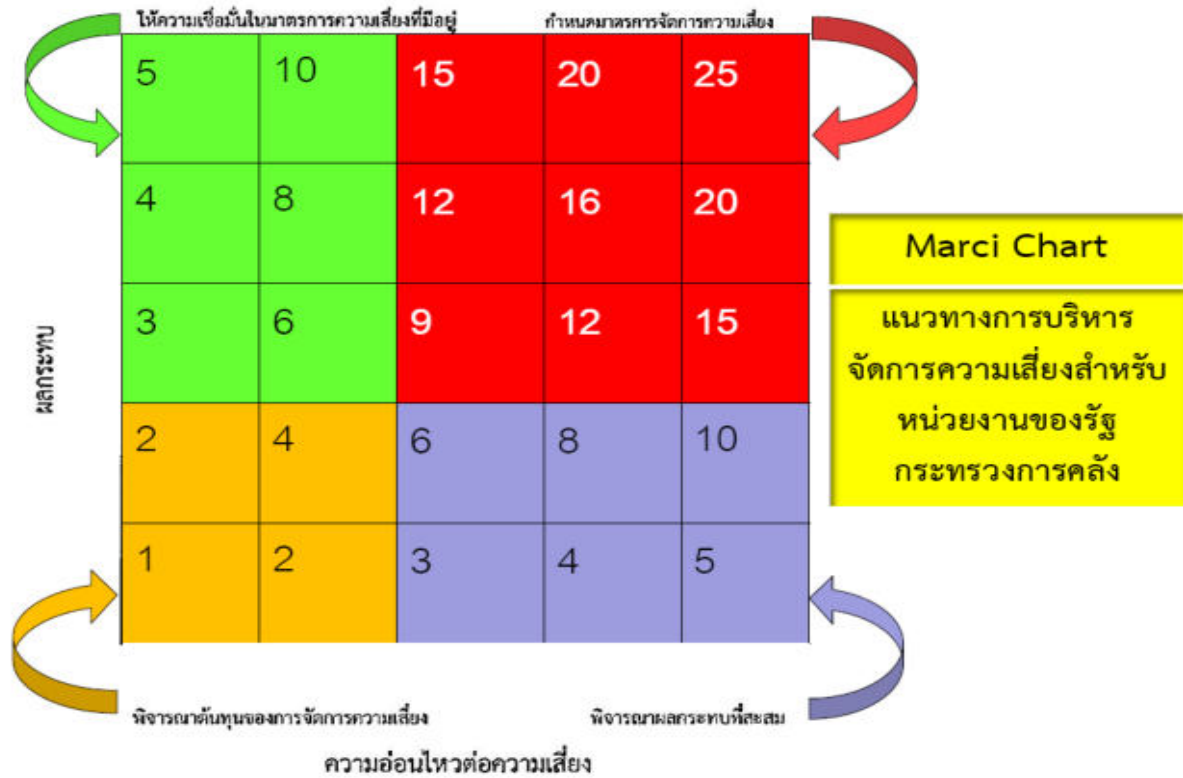 ให้ความเชื่อมั่นในมาตรการความเสี่ยงที่มีอยู่
กำหนดมาตรการจัดการความเสี่ยง
5 10 15 20 25
4 8 12 16 20
3 6 9 12 15
2 4 6 8 10
1 2 3 4 5
ผลกระทบ
Marci Chart
แนวทางการบริหาร
จัดการความเสี่ยงสำหรับ
หน่วยงานของรัฐ
กระทรวงการคลัง
พิจารณาต้นทุนของการจัดการความเสี่ยง
พิจารณาผลกระทบที่สะสม
ความอ่อนไหวต่อความเสี่ยง